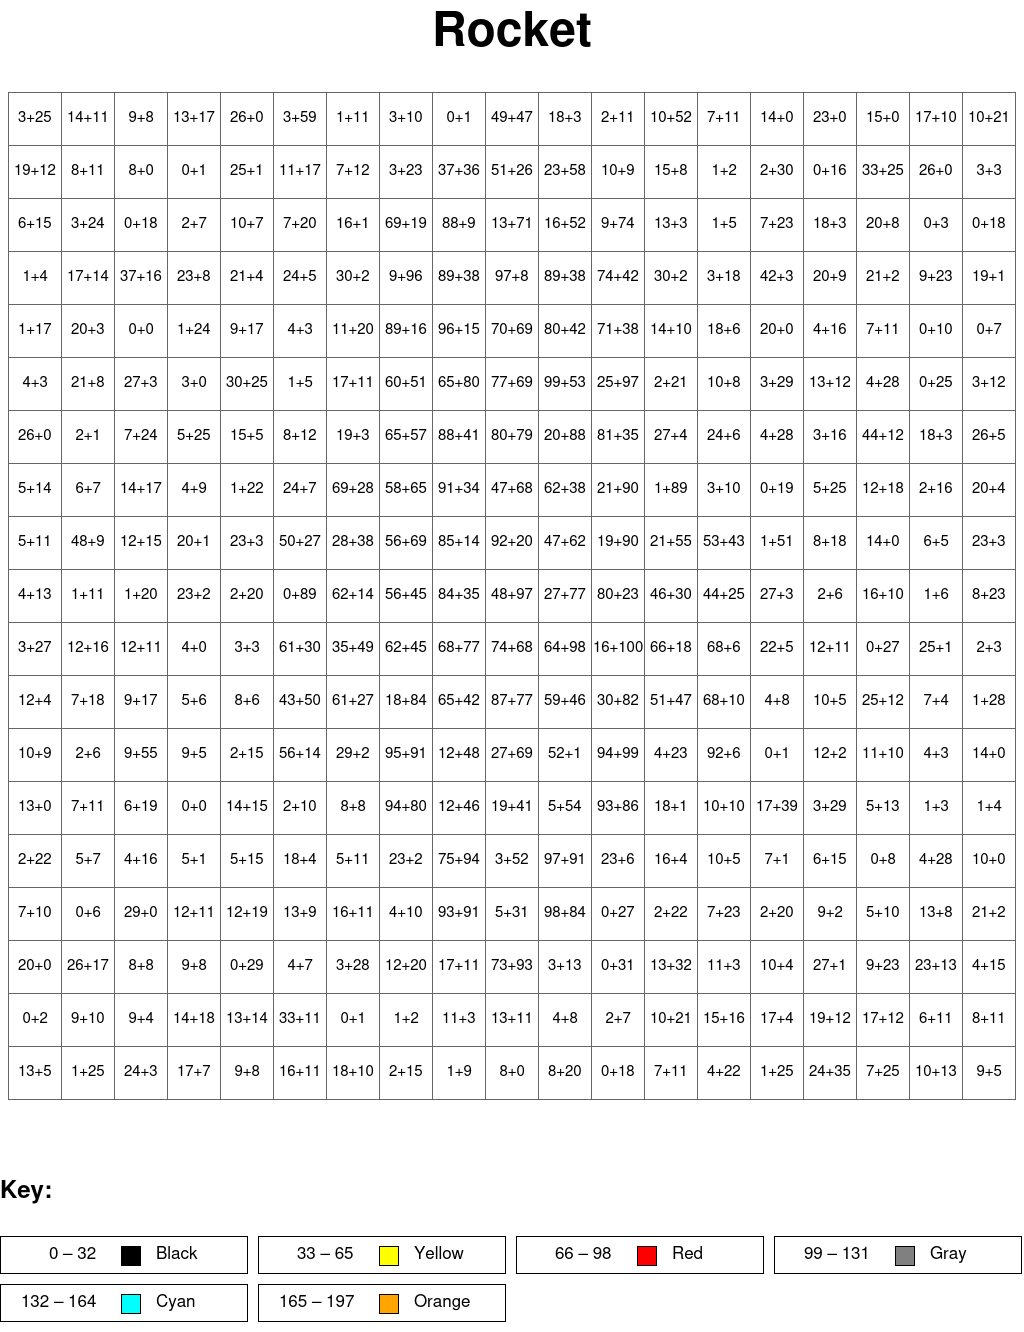 Rocket
3+25 14+11 9+8 13+17 26+0 3+59 1+11 3+10 0+1 49+47 18+3 2+11 10+52 7+11 14+0 23+0 15+0 17+10 10+21
19+12 8+11 8+0 0+1 25+1 11+17 7+12 3+23 37+36 51+26 23+58 10+9 15+8 1+2 2+30 0+16 33+25 26+0 3+3
6+15 3+24 0+18 2+7 10+7 7+20 16+1 69+19 88+9 13+71 16+52 9+74 13+3 1+5 7+23 18+3 20+8 0+3 0+18
1+4 17+14 37+16 23+8 21+4 24+5 30+2 9+96 89+38 97+8 89+38 74+42 30+2 3+18 42+3 20+9 21+2 9+23 19+1
1+17 20+3 0+0 1+24 9+17 4+3 11+20 89+16 96+15 70+69 80+42 71+38 14+10 18+6 20+0 4+16 7+11 0+10 0+7
4+3 21+8 27+3 3+0 30+25 1+5 17+11 60+51 65+80 77+69 99+53 25+97 2+21 10+8 3+29 13+12 4+28 0+25 3+12
26+0 2+1 7+24 5+25 15+5 8+12 19+3 65+57 88+41 80+79 20+88 81+35 27+4 24+6 4+28 3+16 44+12 18+3 26+5
5+14 6+7 14+17 4+9 1+22 24+7 69+28 58+65 91+34 47+68 62+38 21+90 1+89 3+10 0+19 5+25 12+18 2+16 20+4
5+11 48+9 12+15 20+1 23+3 50+27 28+38 56+69 85+14 92+20 47+62 19+90 21+55 53+43 1+51 8+18 14+0 6+5 23+3
4+13 1+11 1+20 23+2 2+20 0+89 62+14 56+45 84+35 48+97 27+77 80+23 46+30 44+25 27+3 2+6 16+10 1+6 8+23
3+27 12+16 12+11 4+0 3+3 61+30 35+49 62+45 68+77 74+68 64+98 16+100 66+18 68+6 22+5 12+11 0+27 25+1 2+3
12+4 7+18 9+17 5+6 8+6 43+50 61+27 18+84 65+42 87+77 59+46 30+82 51+47 68+10 4+8 10+5 25+12 7+4 1+28
10+9 2+6 9+55 9+5 2+15 56+14 29+2 95+91 12+48 27+69 52+1 94+99 4+23 92+6 0+1 12+2 11+10 4+3 14+0
13+0 7+11 6+19 0+0 14+15 2+10 8+8 94+80 12+46 19+41 5+54 93+86 18+1 10+10 17+39 3+29 5+13 1+3 1+4
2+22 5+7 4+16 5+1 5+15 18+4 5+11 23+2 75+94 3+52 97+91 23+6 16+4 10+5 7+1 6+15 0+8 4+28 10+0
7+10 0+6 29+0 12+11 12+19 13+9 16+11 4+10 93+91 5+31 98+84 0+27 2+22 7+23 2+20 9+2 5+10 13+8 21+2
20+0 26+17 8+8 9+8 0+29 4+7 3+28 12+20 17+11 73+93 3+13 0+31 13+32 11+3 10+4 27+1 9+23 23+13 4+15
0+2 9+10 9+4 14+18 13+14 33+11 0+1 1+2 11+3 13+11 4+8 2+7 10+21 15+16 17+4 19+12 17+12 6+11 8+11
13+5 1+25 24+3 17+7 9+8 16+11 18+10 2+15 1+9 8+0 8+20 0+18 7+11 4+22 1+25 24+35 7+25 10+13 9+5
Key:
0 – 32 Black 33 – 65 Yellow 66 – 98 Red 99 – 131 Gray
132 – 164 Cyan 165 – 197 Orange